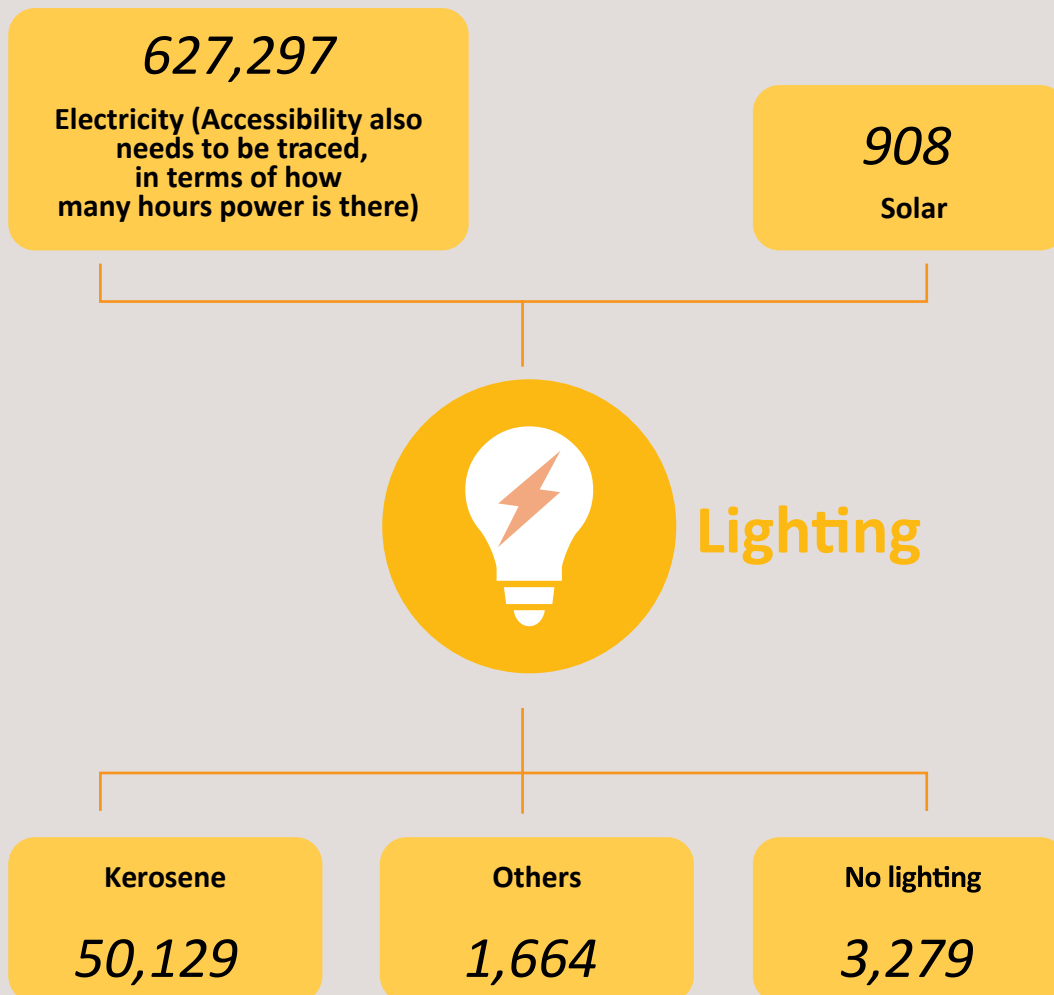 627,297
Electricity (Accessibility also
needs to be traced,
in terms of how
many hours power is there)
908
Solar
Lighting
Kerosene
50,129
Others
1,664
No lighting
3,279